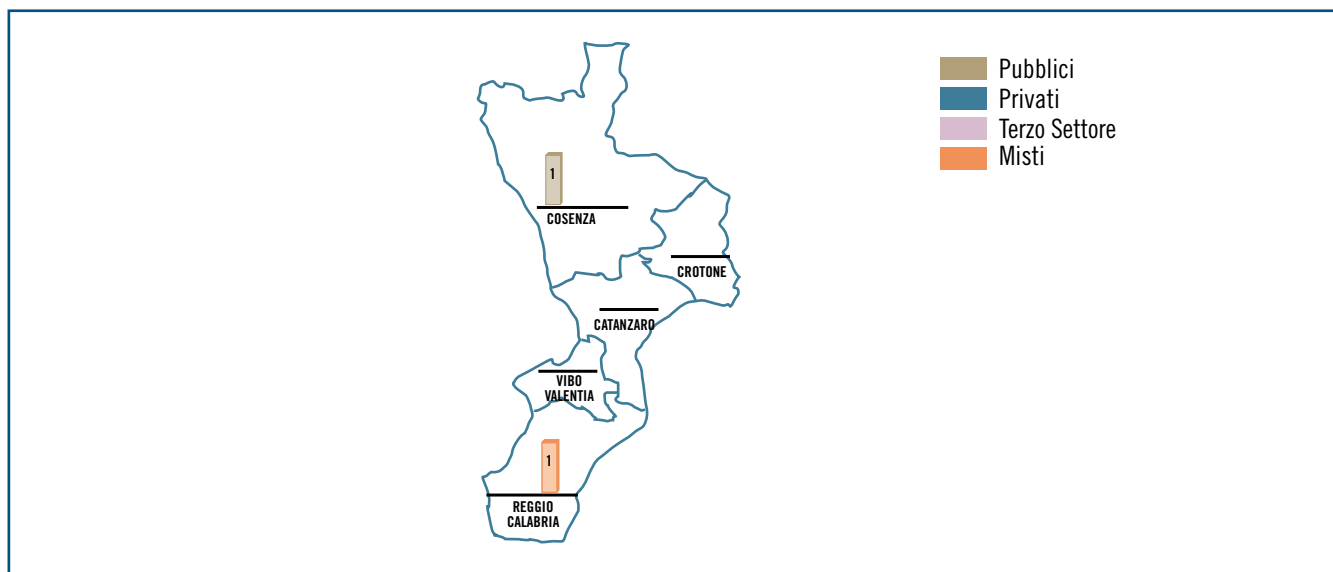 Pubblici
Privati
Terzo Settore
Misti
1
COSENZA
CROTONE
CATANZARO
VIBO
VALENTIA
1
REGGIO
CALABRIA